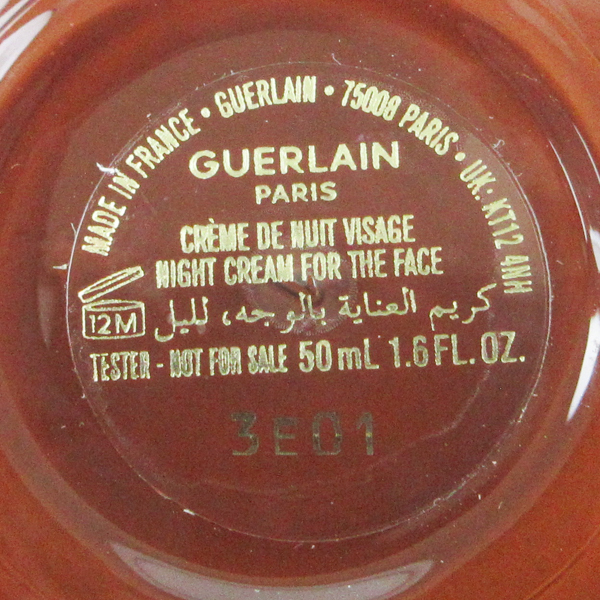 MADE IN FRANCE • GUERLAIN • 75008 PARIS • UK • KT12 4NH
GUERLAIN
PARIS
CRÈME DE NUIT VISAGE
NIGHT CREAM FOR THE FACE
كريم العناية بالوجه، لليل
12M
TESTER - NOT FOR SALE 50 mL 1.6 FL. OZ.
3E01